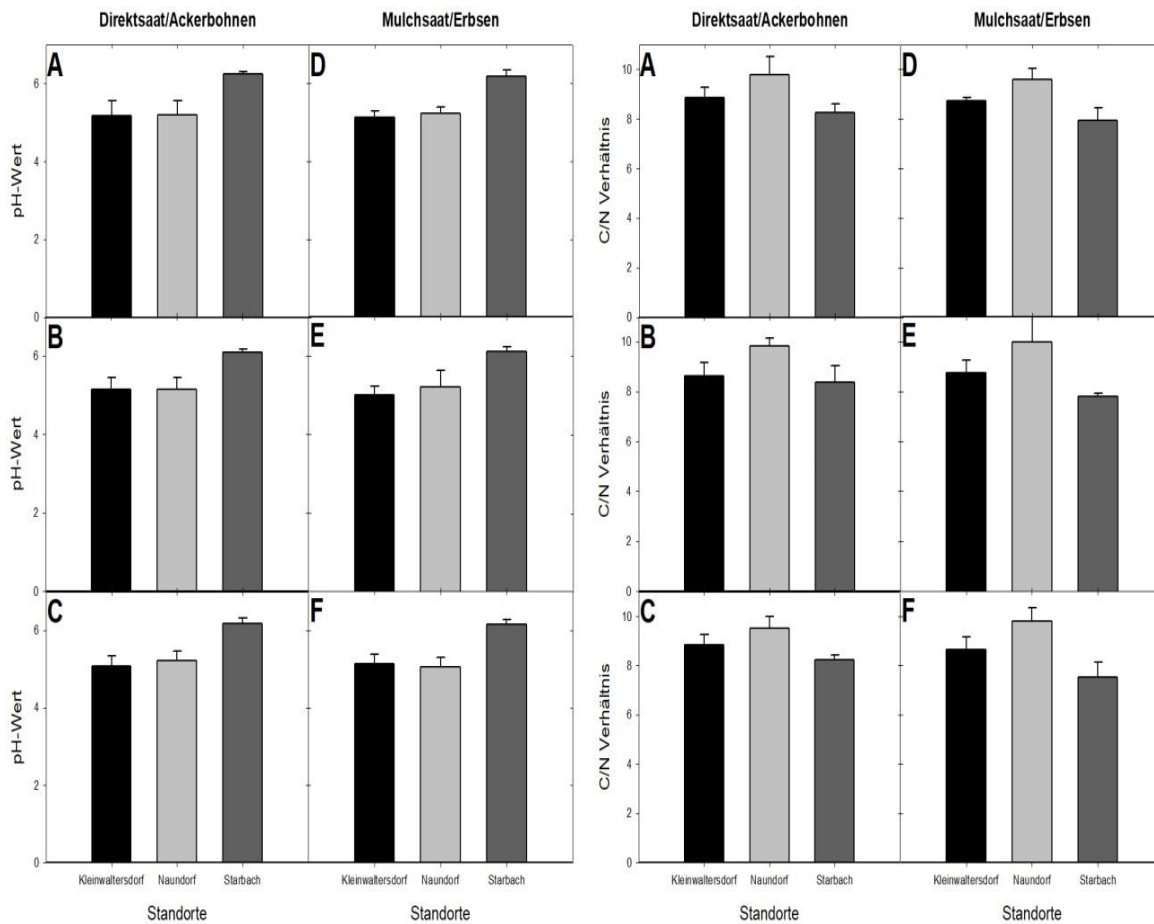 Direktsaat/Ackerbohnen Mulchsaat/Erbsen Direktsaat/Ackerbohnen Mulchsaat/Erbsen
A D A D
6 10
4 8
2 6
0 4
2
0
pH-Wert C/N Verhältnis
B E B E
6 10
4 8
2 6
0 4
2
0
pH-Wert C/N Verhältnis
C F C F
6 10
4 8
2 6
0 4
2
0
pH-Wert C/N Verhältnis
Kleinwaltersdorf Naundorf Starbach Kleinwaltersdorf Naundorf Starbach Kleinwaltersdorf Naundorf Starbach Kleinwaltersdorf Naundorf Starbach
Standorte Standorte Standorte Standorte